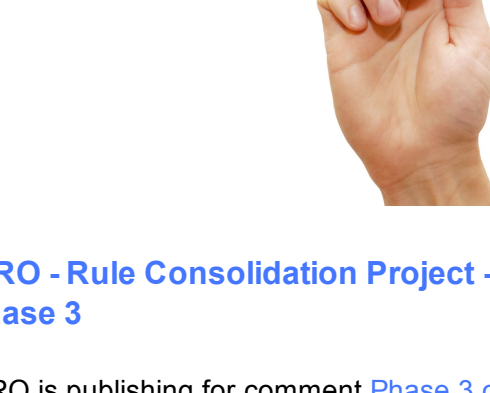 RO - Rule Consolidation Project -
ase 3
RO is publishing for comment Phase 3 o